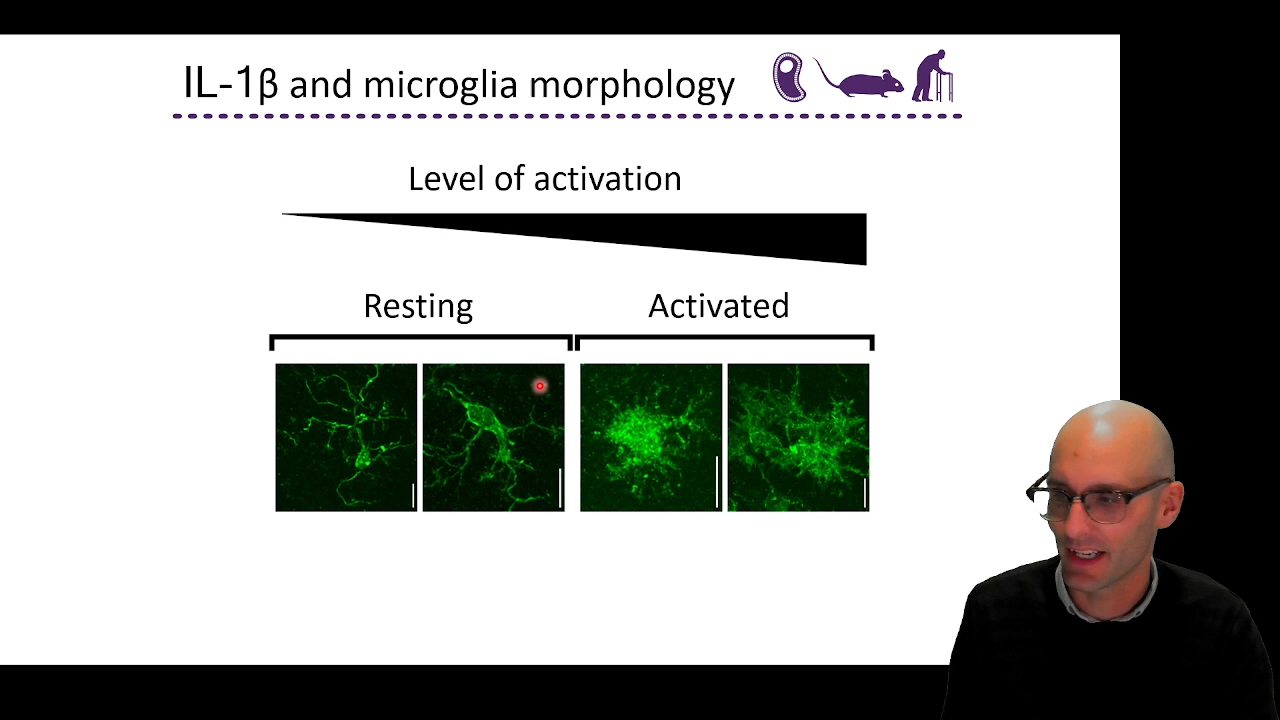 IL-1β and microglia morphology
Level of activation
Resting
Activated